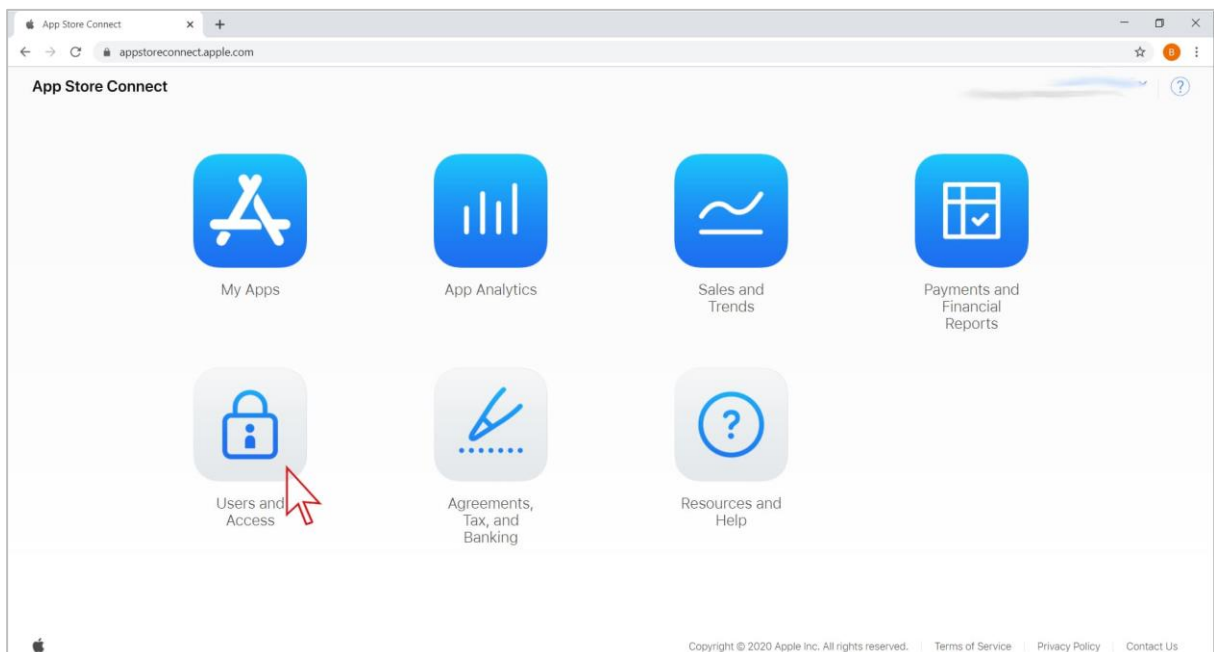 App Store Connect
appstoreconnect.apple.com
B
App Store Connect
?
My Apps
App Analytics
Sales and
Trends
Payments and
Financial
Reports
?
Users and
Access
Agreements,
Tax, and
Banking
Resources and
Help
Copyright © 2020 Apple Inc. All rights reserved. Terms of Service Privacy Policy Contact Us